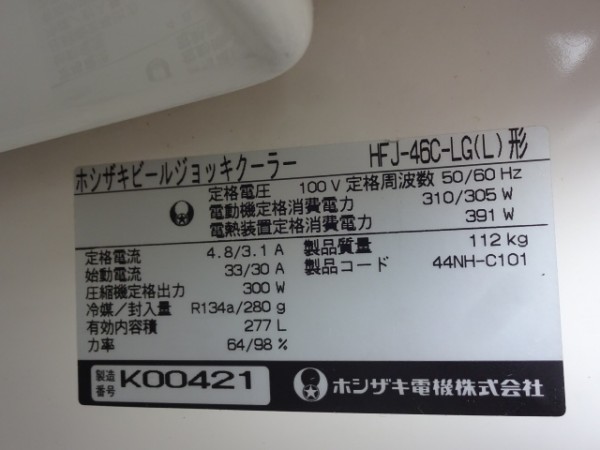 ホシザキビールジョッキクーラー HFJ-46C-LG(L)形
定格電圧 100V 定格周波数 50/60 Hz
電動機定格消費電力 310/305 W
電熱装置定格消費電力 391 W
定格電流 4.8/3.1 A 製品質量 112 kg
始動電流 33/30 A 製品コード 44NH-C101
圧縮機定格出力 300 W
冷媒/封入量 R134a/280 g
有効内容積 277 L
力率 64/98 %
製造番号 K00421 ホシザキ電機株式会社